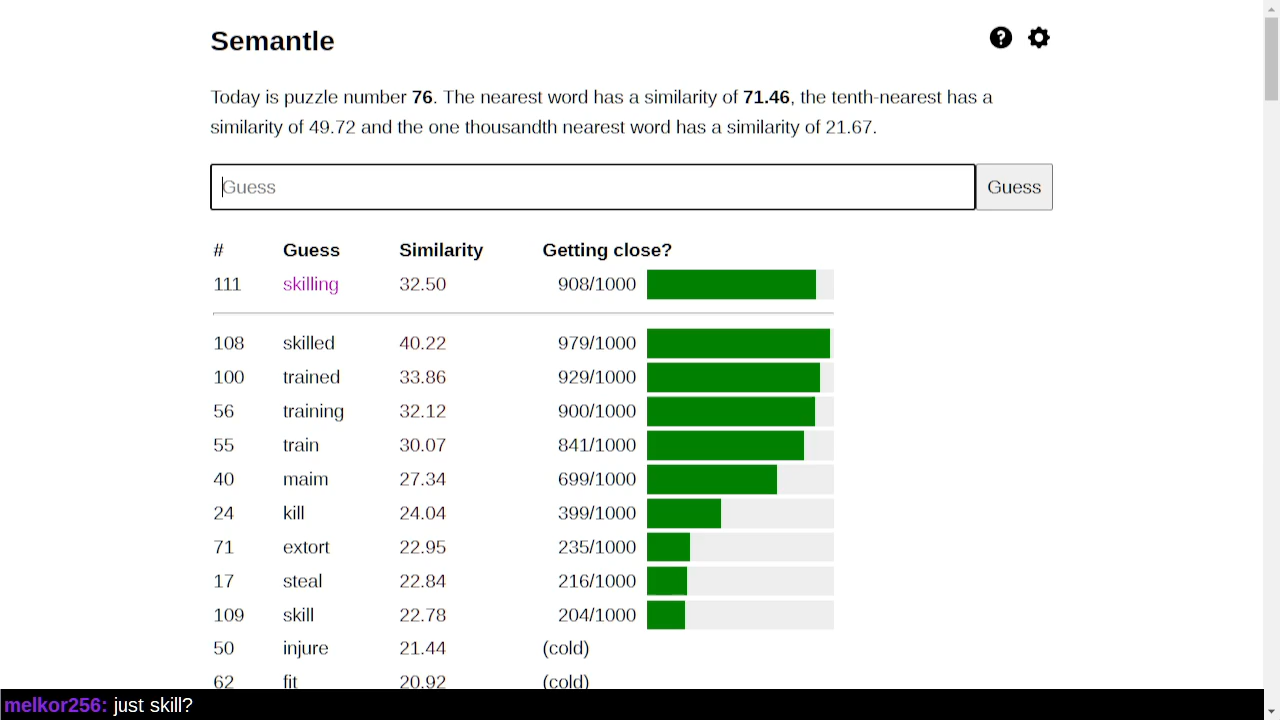 Semantle
Today is puzzle number 76. The nearest word has a similarity of 71.46, the tenth-nearest has a
similarity of 49.72 and the one thousandth nearest word has a similarity of 21.67.
Guess Guess
# Guess Similarity Getting close?
111 skilling 32.50 908/1000
108 skilled 40.22 979/1000
100 trained 33.86 929/1000
56 training 32.12 900/1000
55 train 30.07 841/1000
40 maim 27.34 699/1000
24 kill 24.04 399/1000
71 extort 22.95 235/1000
17 steal 22.84 216/1000
109 skill 22.78 204/1000
50 injure 21.44 (cold)
62 fit 20.92 (cold)
melkor256: just skill?